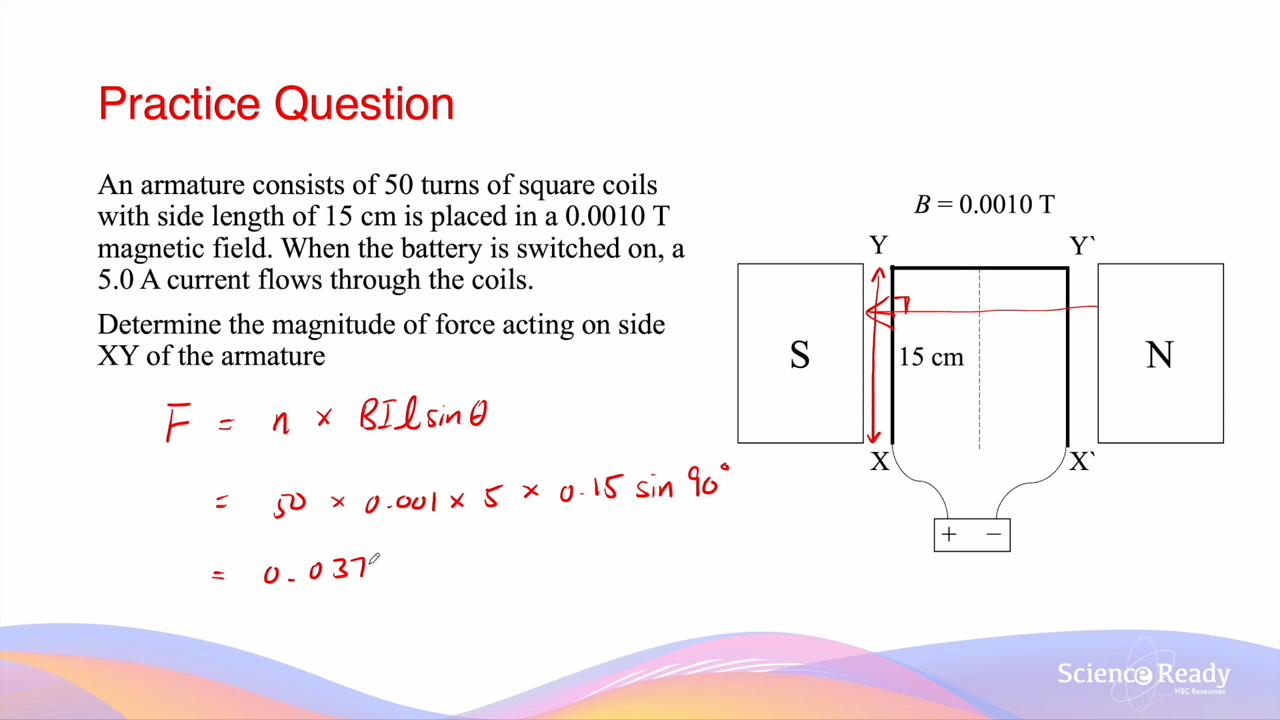 Practice Question
An armature consists of 50 turns of square coils
with side length of 15 cm is placed in a 0.0010 T
magnetic field. When the battery is switched on, a
5.0 A current flows through the coils.
Determine the magnitude of force acting on side
XY of the armature
F = n × BIlsinθ
= 50 × 0.001 × 5 × 0.15 sin 90°
= 0.037
B = 0.0010 T
Y Y`
S 15 cm N
X X`
+ −
Science Ready
HSC Resources